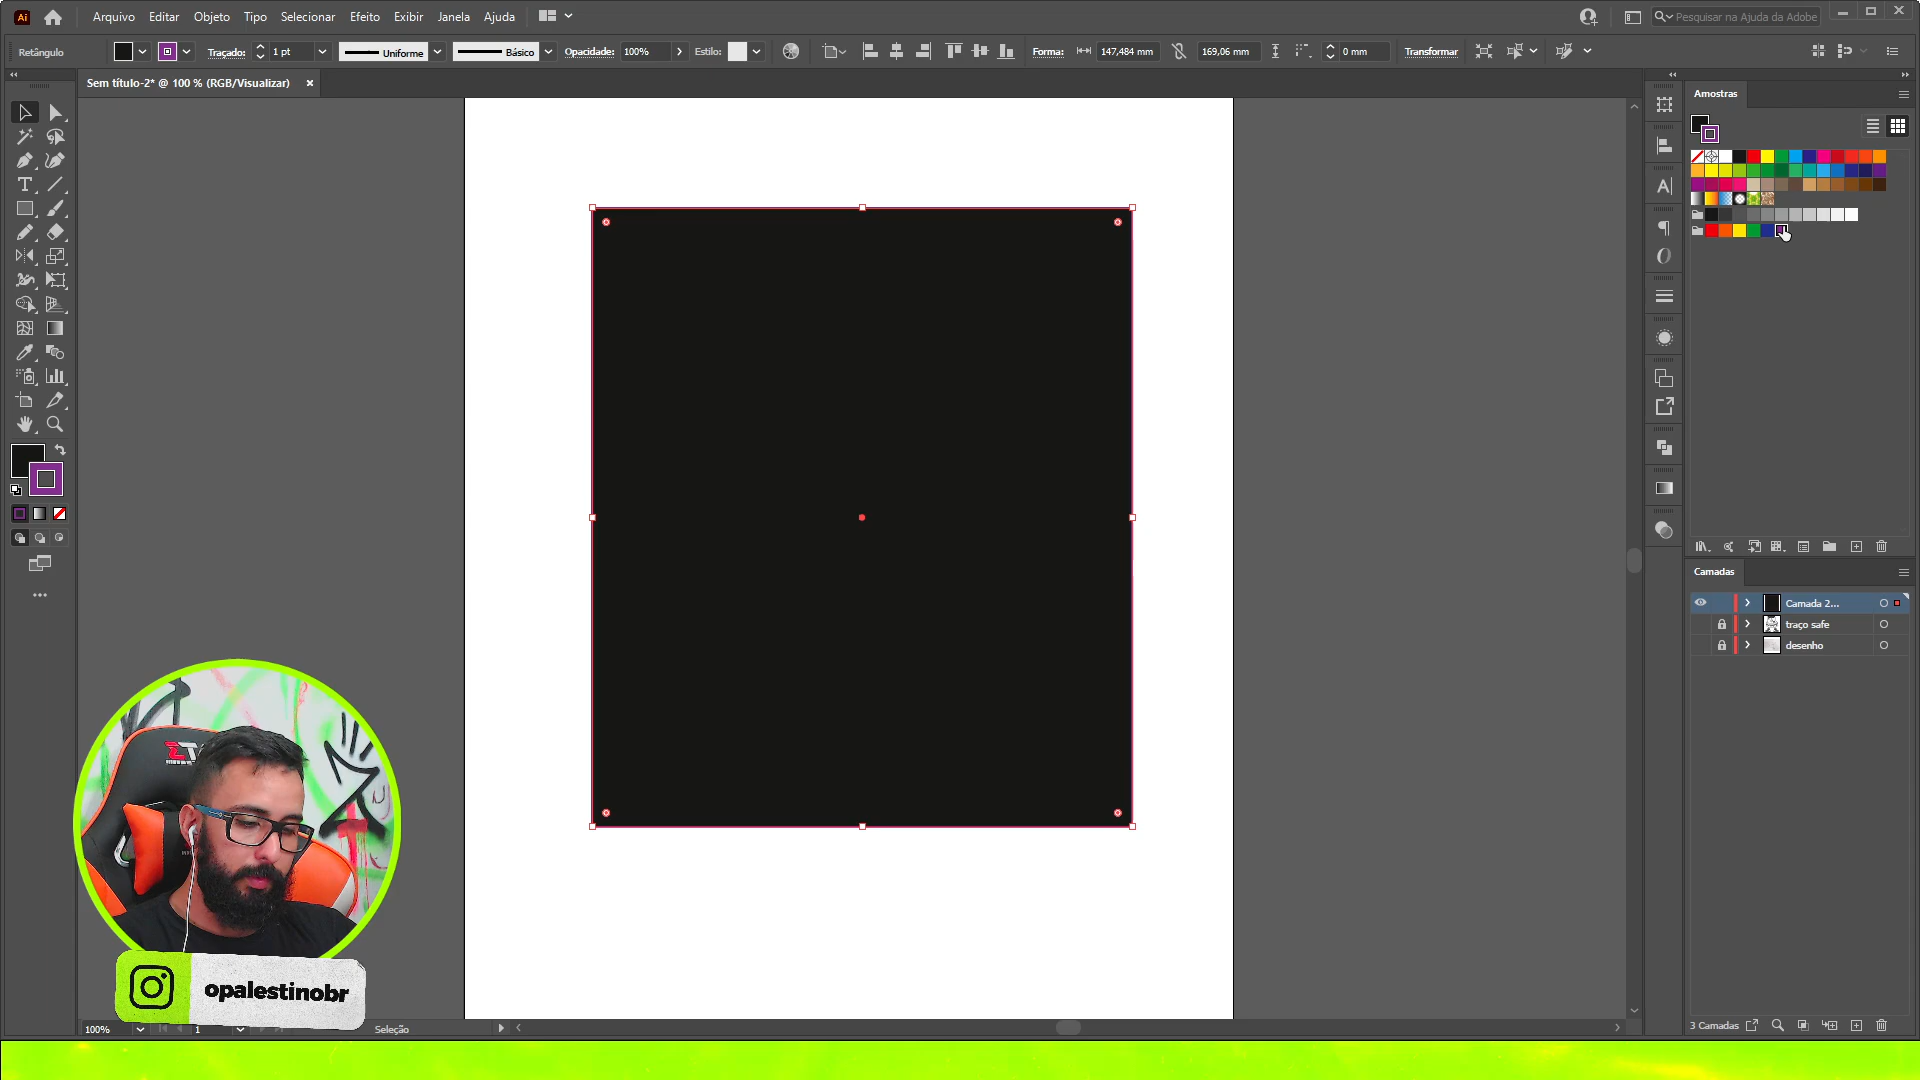 Ai Arquivo Editar Objeto Tipo Selecionar Efeito Exibir Janela Ajuda Pesquisar na Ajuda da Adobe
Retângulo Traçado: 1 pt Uniforme Básico Opacidade: 100% Estilo: Forma: 147,484 mm 169,06 mm 0 mm Transformar
Sem título-2* @ 100 % (RGB/Visualizar)
Amostras
Camadas
Camada 2...
traço safe
desenho
opalestinobr
100% 1 Seleção
3 Camadas